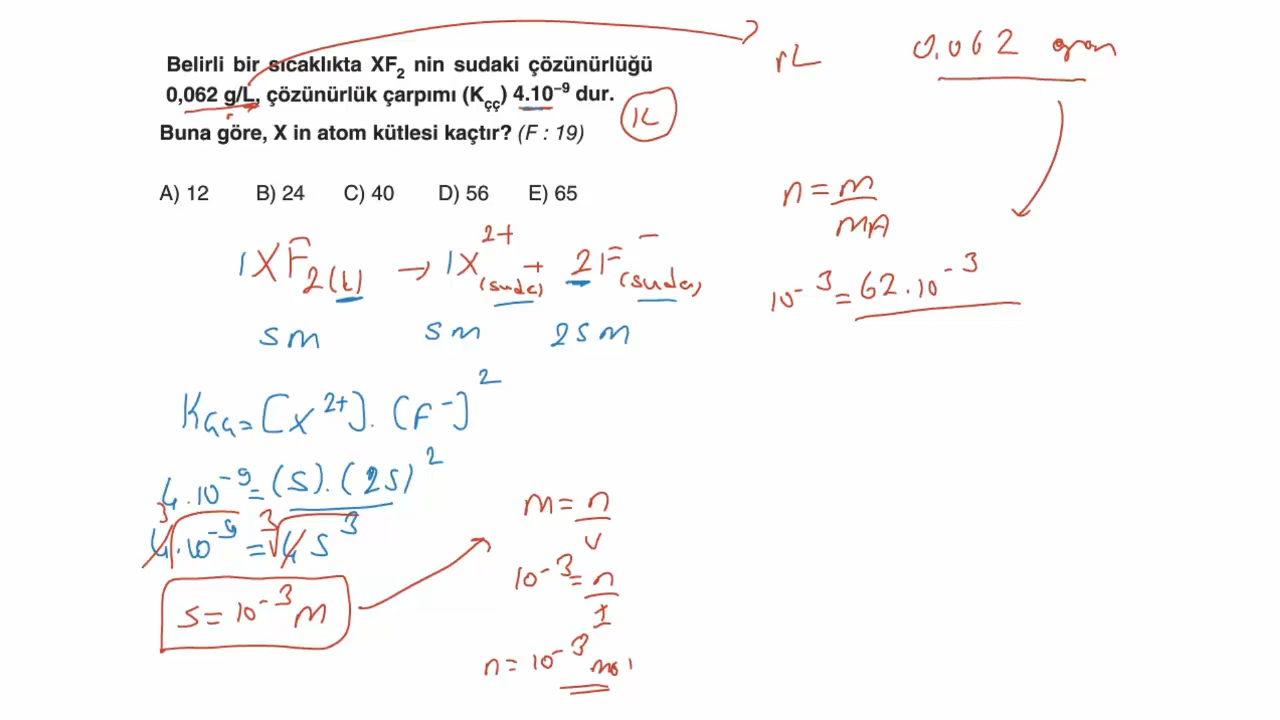 Belirli bir sıcaklıkta XF₂ nin sudaki çözünürlüğü
0,062 g/L, çözünürlük çarpımı (Kçç) 4.10⁻⁹ dur.
Buna göre, X in atom kütlesi kaçtır? (F : 19)
A) 12 B) 24 C) 40 D) 56 E) 65
1XF₂(k) → 1X²⁺(suda) + 2F⁻(suda)
SM SM 2SM
Kçç = [X²⁺].(F⁻]²
4.10⁻⁹ = (S).(2S)²
³√4.10⁻⁹ = ³√4S³
S = 10⁻³ M
M = n/V
10⁻³ = n/1
n = 10⁻³ mol
1L 0.062 gram
n = m/MA
10⁻³ = 62.10⁻³